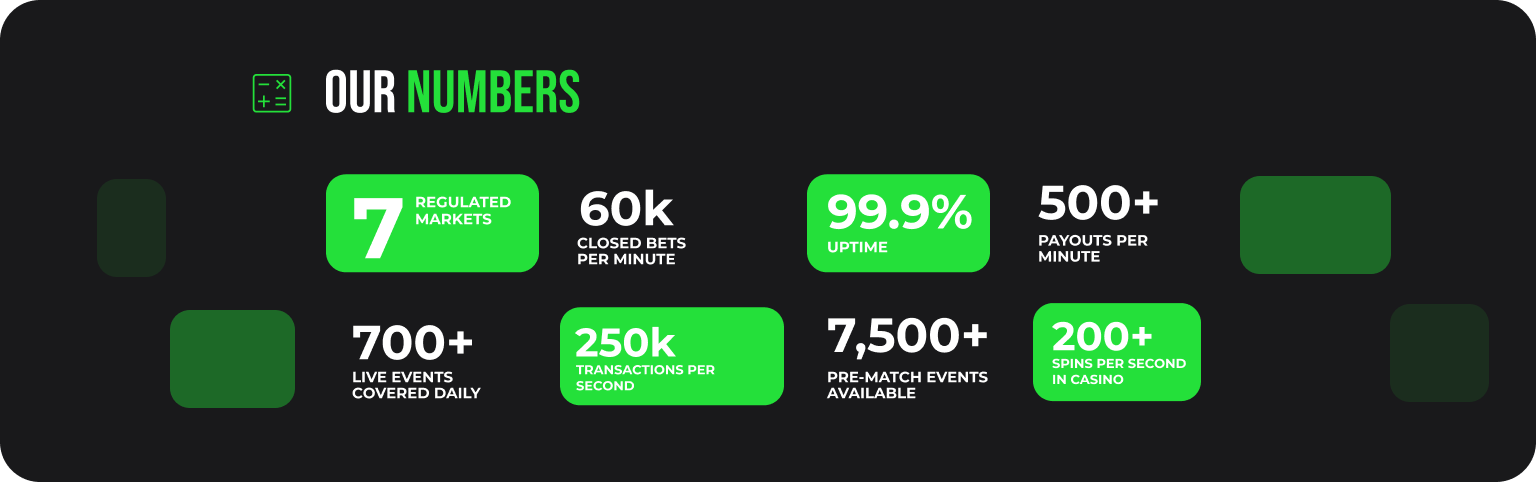 OUR NUMBERS
7
REGULATED
MARKETS
60k
CLOSED BETS
PER MINUTE
99.9%
UPTIME
500+
PAYOUTS PER
MINUTE
700+
LIVE EVENTS
COVERED DAILY
250k
TRANSACTIONS PER
SECOND
7,500+
PRE-MATCH EVENTS
AVAILABLE
200+
SPINS PER SECOND
IN CASINO